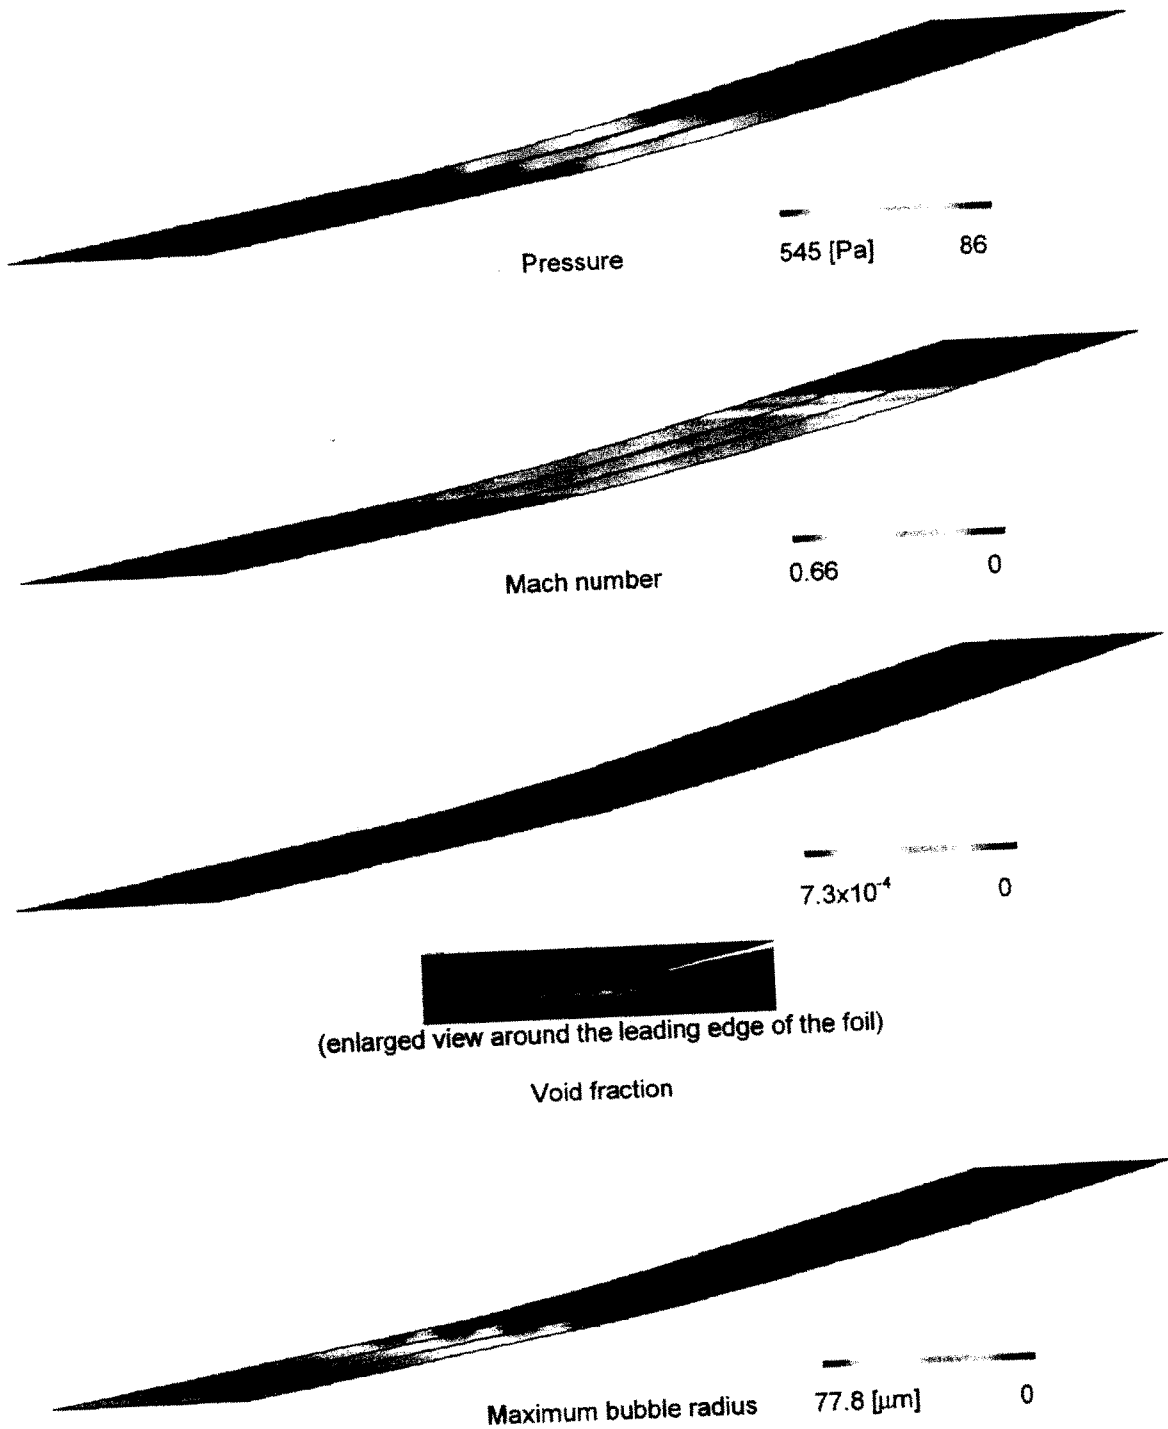 Pressure
545 [Pa] 86
Mach number
0.66 0
7.3x10⁻⁴ 0
(enlarged view around the leading edge of the foil)
Void fraction
Maximum bubble radius
77.8 [μm] 0